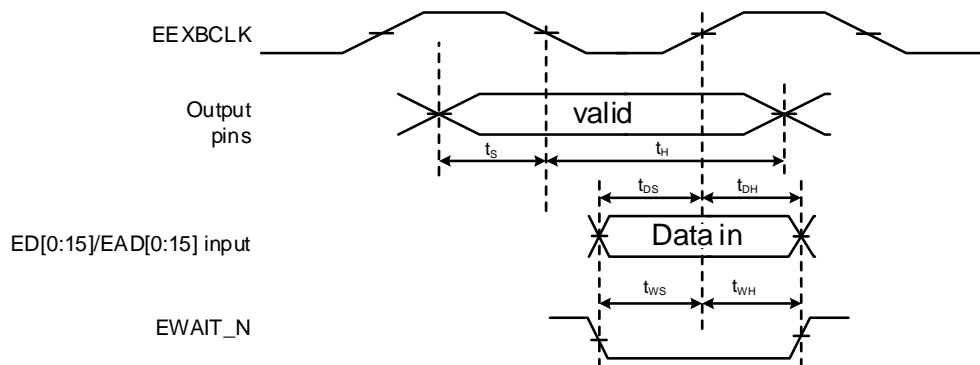 EEXBCLK
Output
pins
valid
tS
tH
tDS
tDH
ED[0:15]/EAD[0:15] input
Data in
tWS
tWH
EWAIT_N